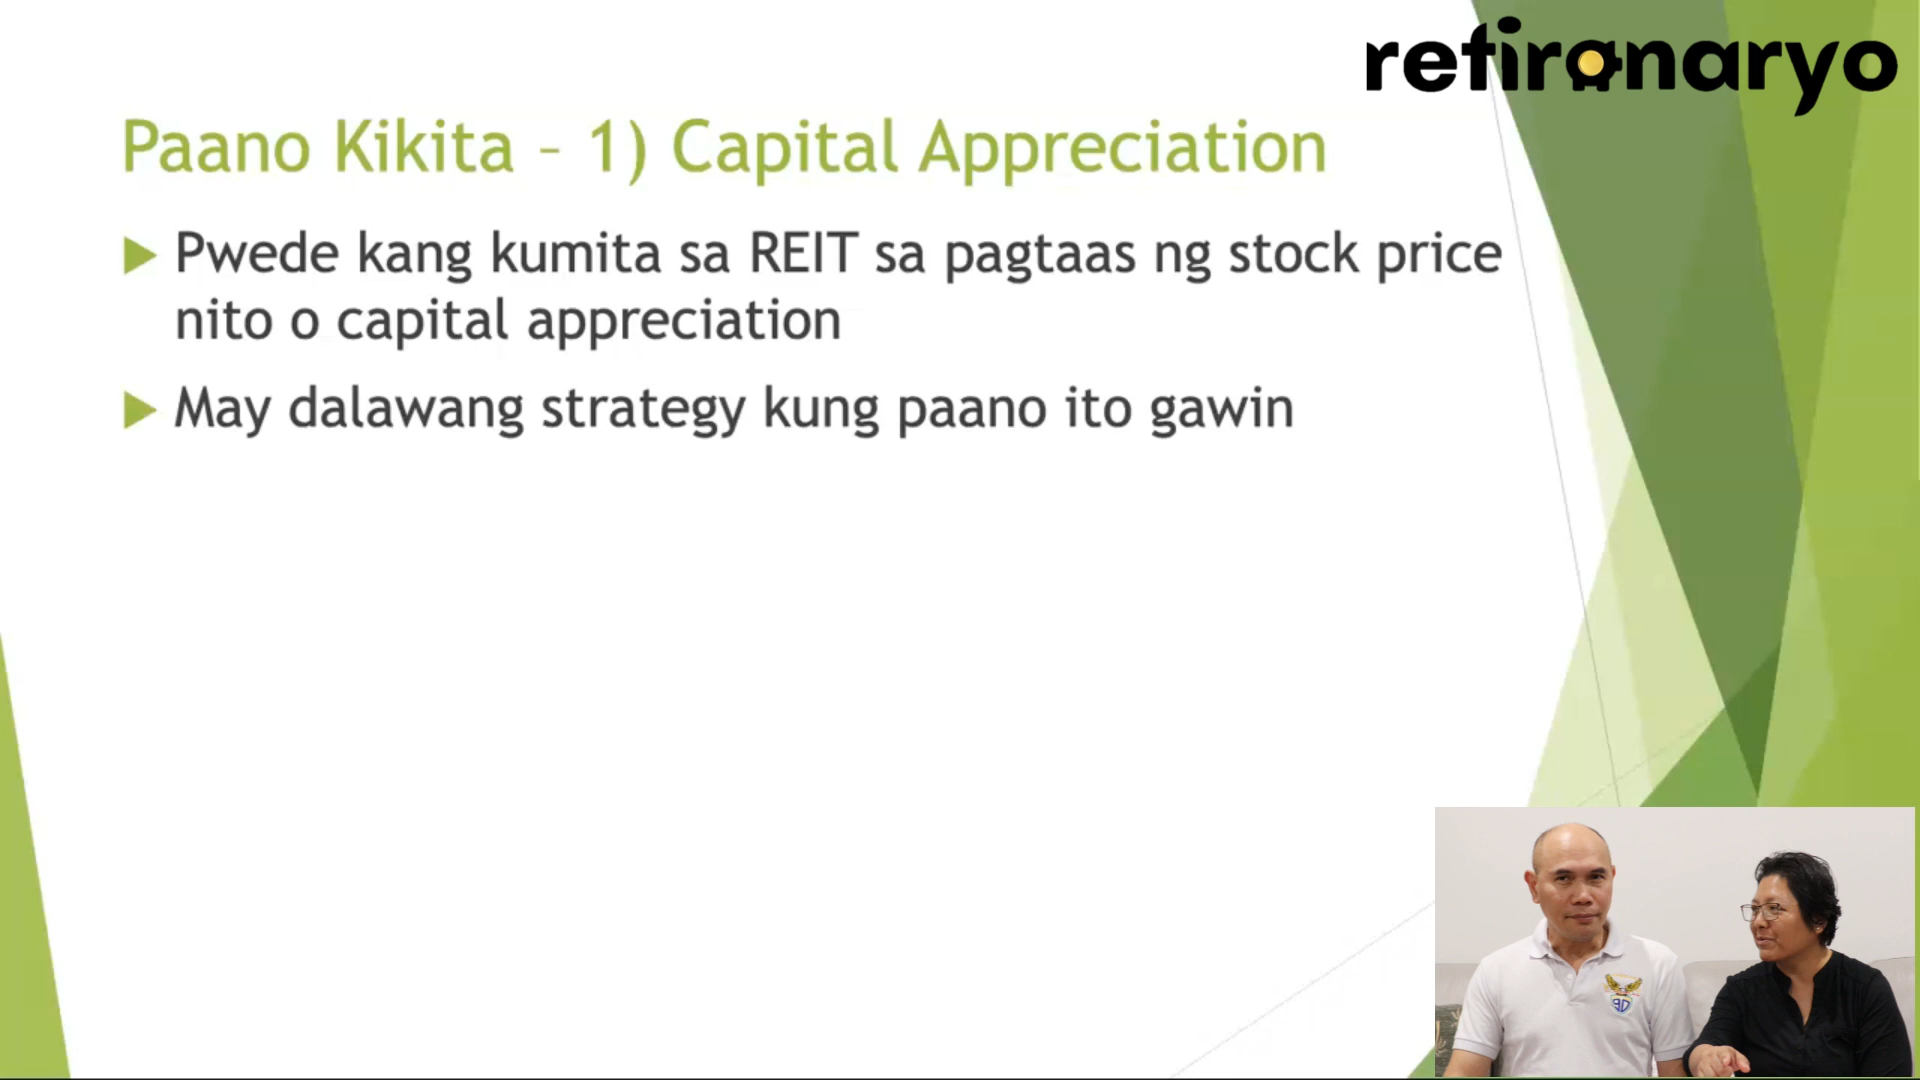 retiranaryo
Paano Kikita – 1) Capital Appreciation
Pwede kang kumita sa REIT sa pagtaas ng stock price
nito o capital appreciation
May dalawang strategy kung paano ito gawin